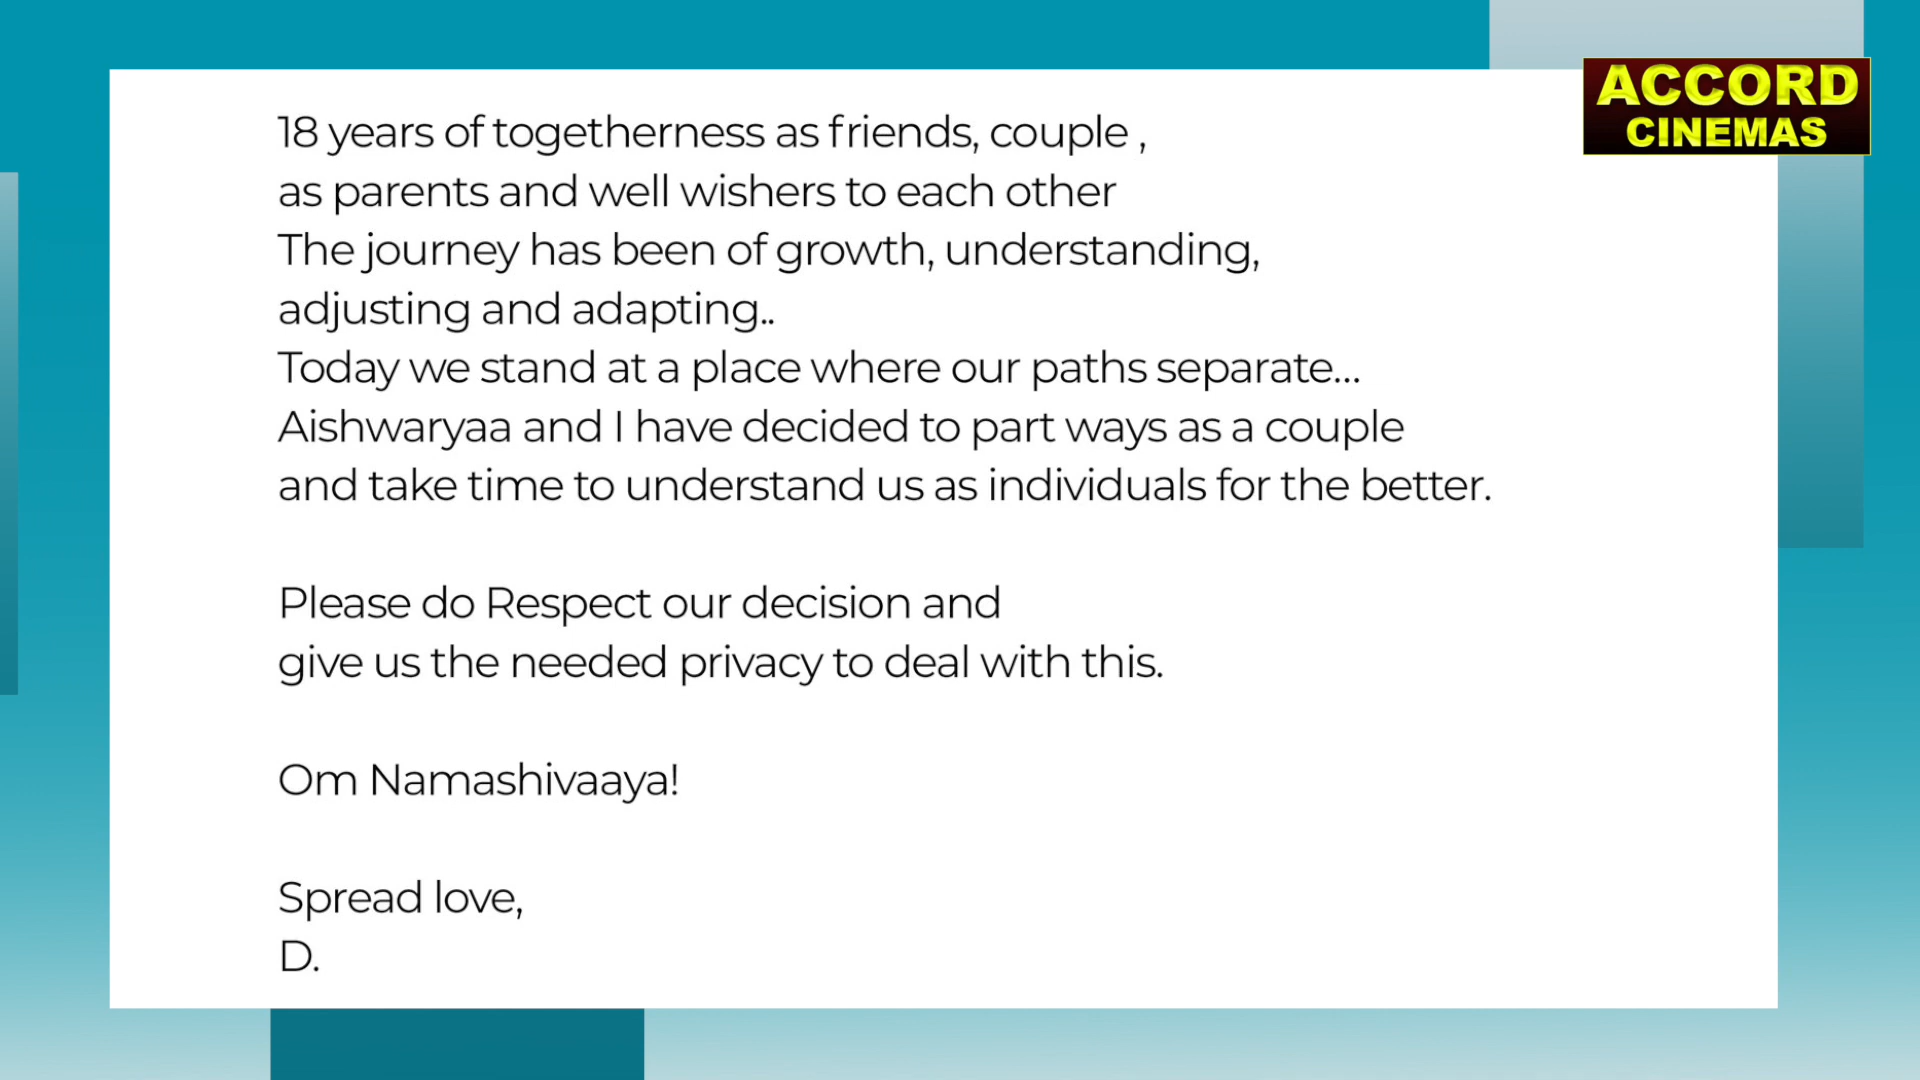 ACCORD
CINEMAS
18 years of togetherness as friends, couple ,
as parents and well wishers to each other
The journey has been of growth, understanding,
adjusting and adapting..
Today we stand at a place where our paths separate...
Aishwaryaa and I have decided to part ways as a couple
and take time to understand us as individuals for the better.
Please do Respect our decision and
give us the needed privacy to deal with this.
Om Namashivaaya!
Spread love,
D.